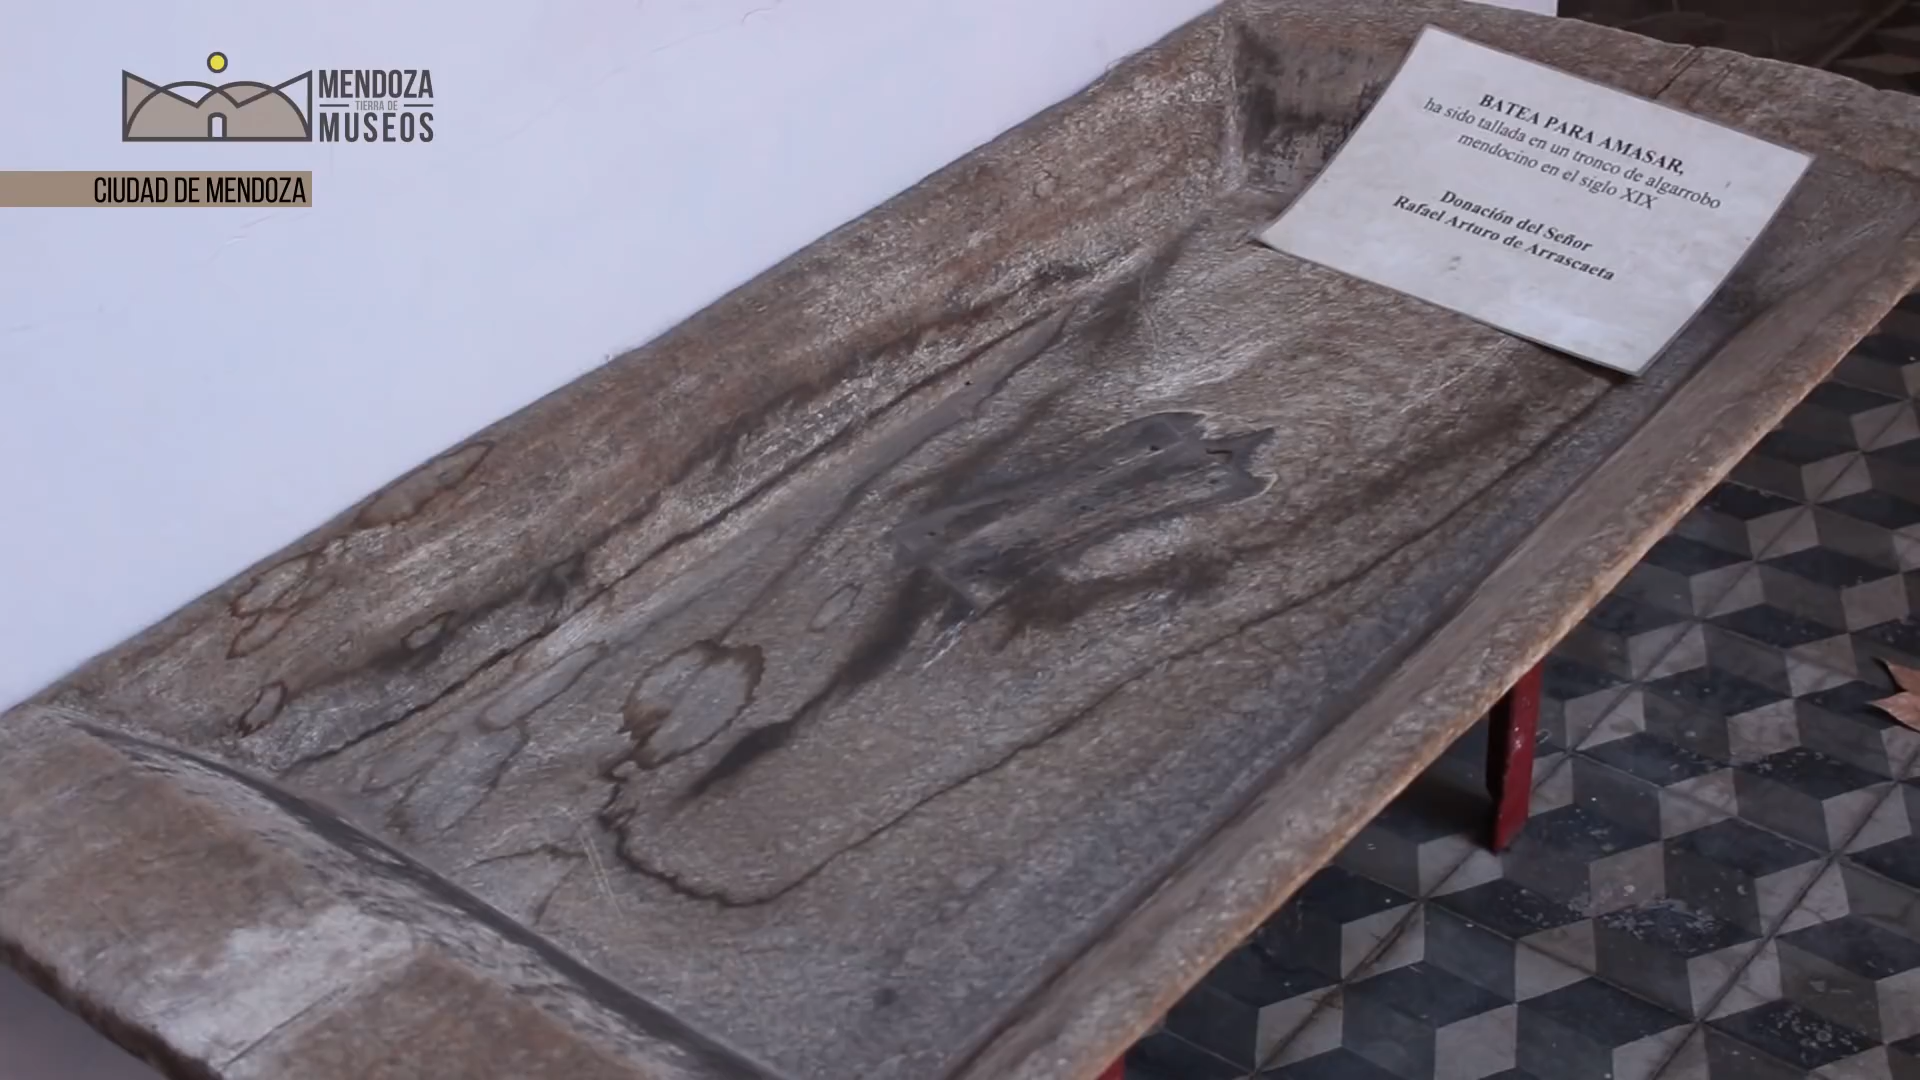 MENDOZA
TIERRA DE
MUSEOS
CIUDAD DE MENDOZA
BATEA PARA AMASAR,
ha sido tallada en un tronco de algarrobo
mendocino en el siglo XIX
Donación del Señor
Rafael Arturo de Arrascaeta